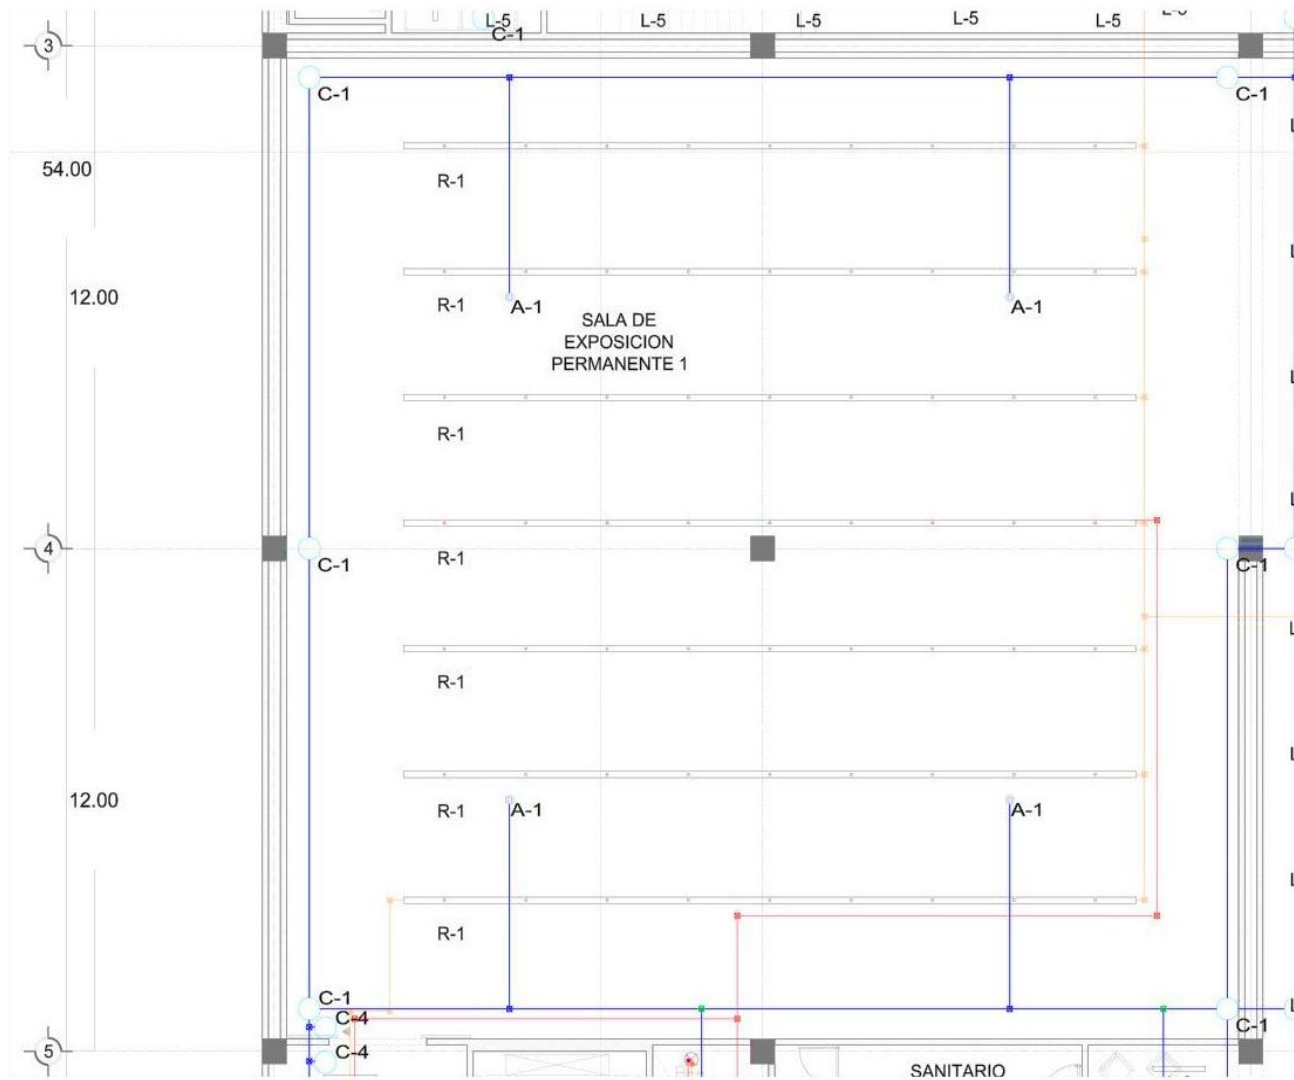 L-5 L-5 L-5 L-5 L-5
C-1
3
C-1 C-1
54.00
R-1
12.00
R-1 A-1 A-1
SALA DE
EXPOSICION
PERMANENTE 1
R-1
4
R-1 C-1 C-1
R-1
12.00
R-1 A-1 A-1
R-1
C-1
C-4 C-1
5
C-4
SANITARIO